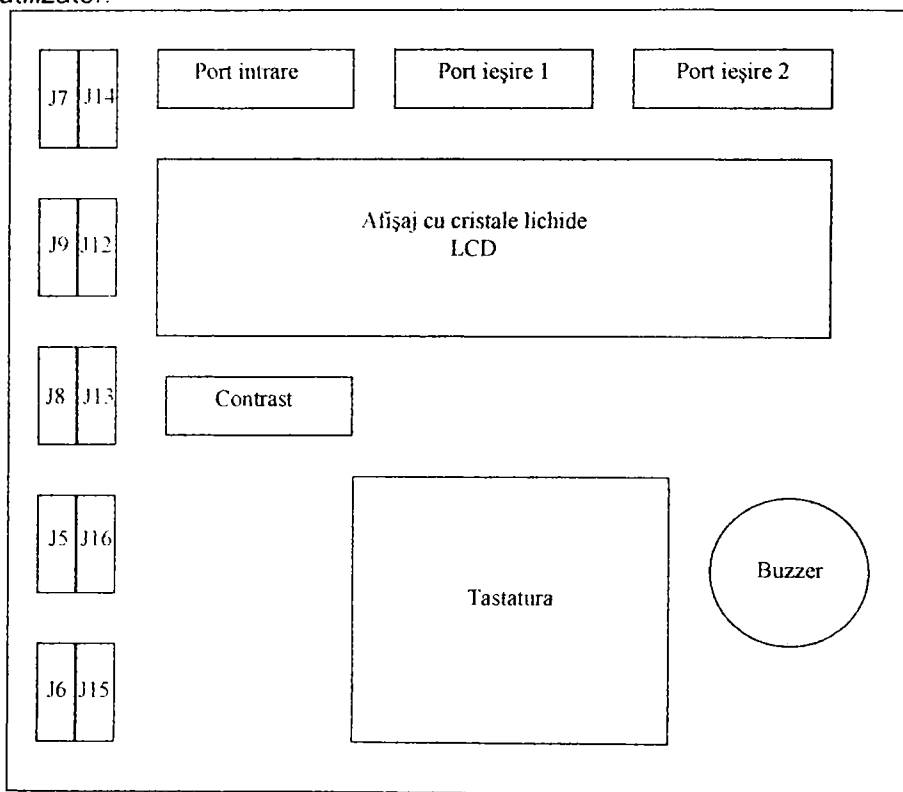 utilizator.
Port intrare
Port ieşire 1
Port ieşire 2
J7 J14
Afişaj cu cristale lichide
LCD
J9 J12
J8 J13
Contrast
J5 J16
Tastatura
Buzzer
J6 J15